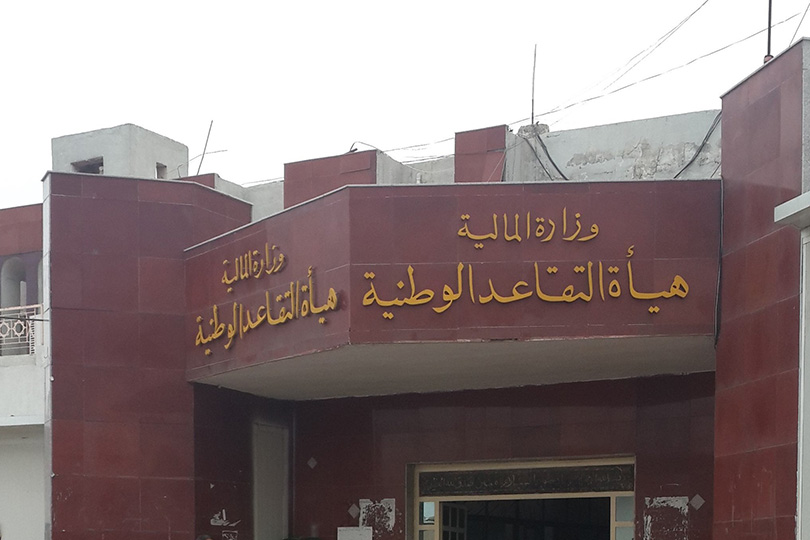 وزارة المالية
هيأة التقاعد الوطنية
وزارة المالية
هيأة التقاعد الوطنية